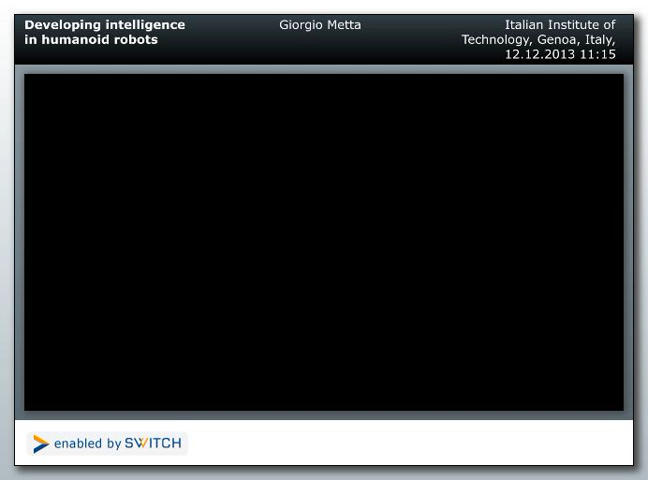 Developing intelligence
in humanoid robots
Giorgio Metta
Italian Institute of
Technology, Genoa, Italy,
12.12.2013 11:15
enabled by SWITCH